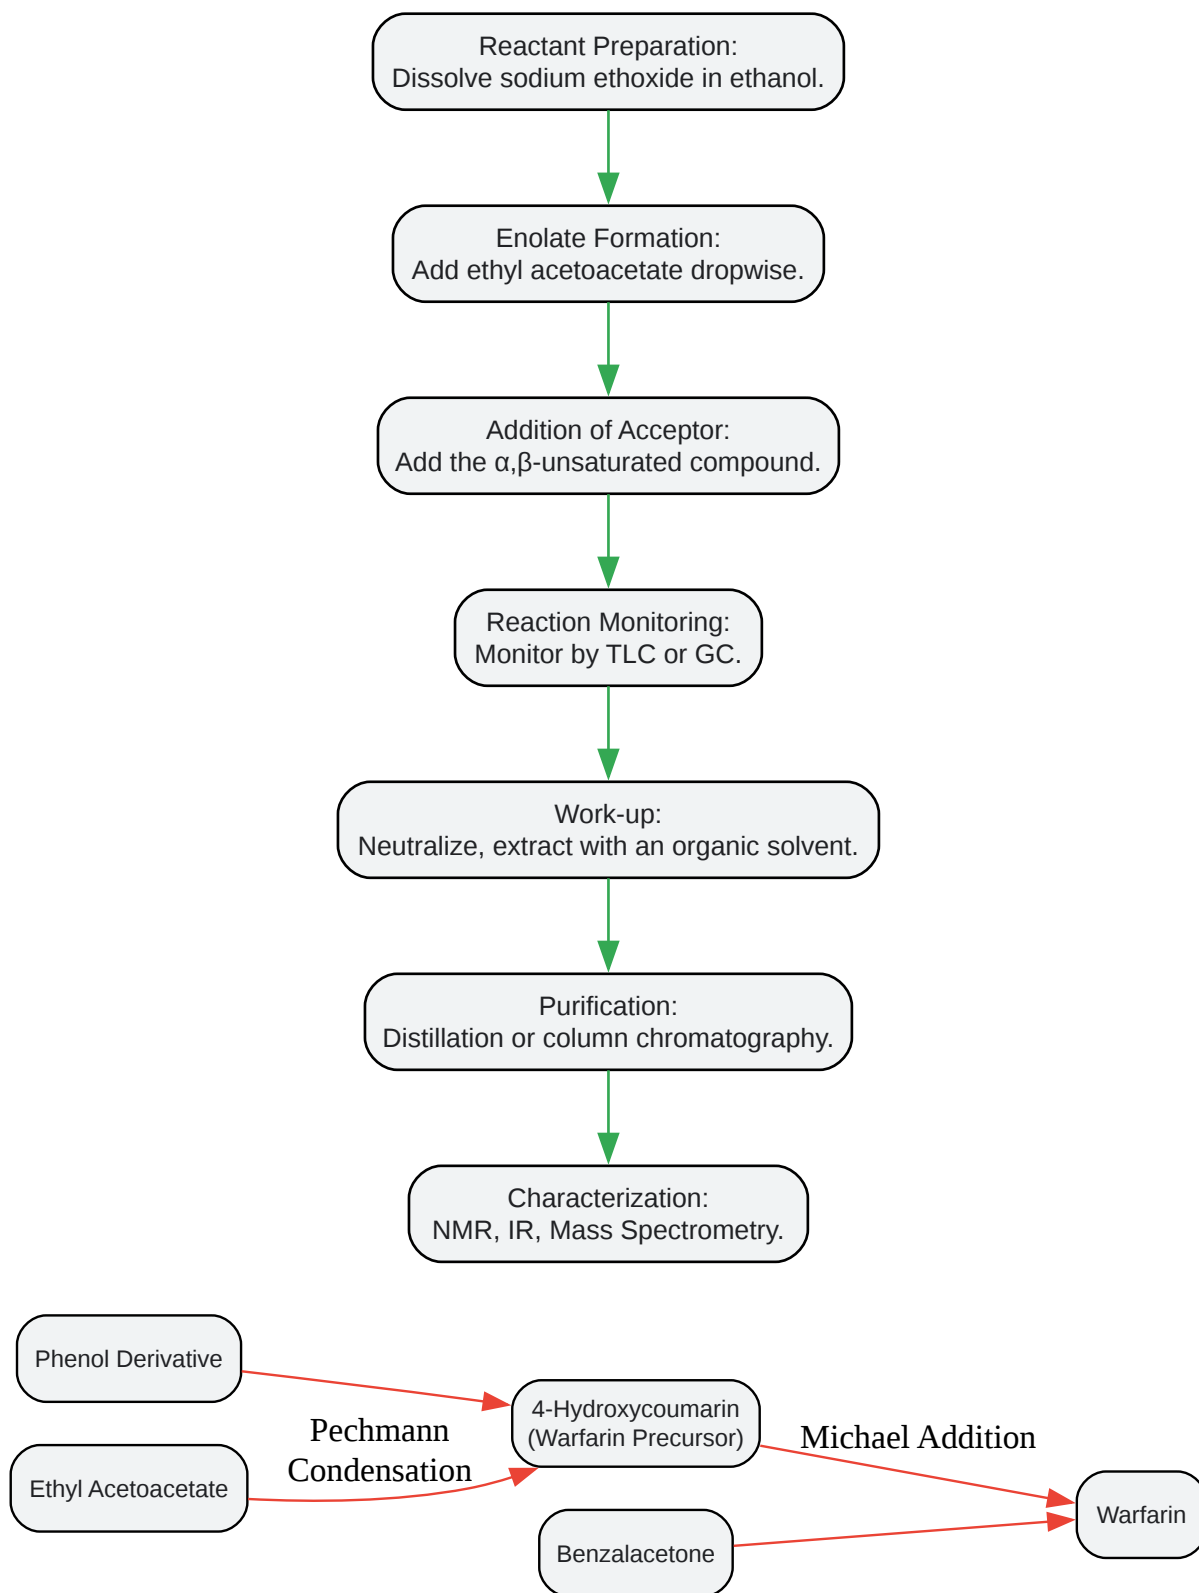 Reactant Preparation:
Dissolve sodium ethoxide in ethanol.
Enolate Formation:
Add ethyl acetoacetate dropwise.
Addition of Acceptor:
Add the α,β-unsaturated compound.
Reaction Monitoring:
Monitor by TLC or GC.
Work-up:
Neutralize, extract with an organic solvent.
Purification:
Distillation or column chromatography.
Characterization:
NMR, IR, Mass Spectrometry.
Phenol Derivative
Ethyl Acetoacetate
Pechmann
Condensation
4-Hydroxycoumarin
(Warfarin Precursor)
Benzalacetone
Michael Addition
Warfarin